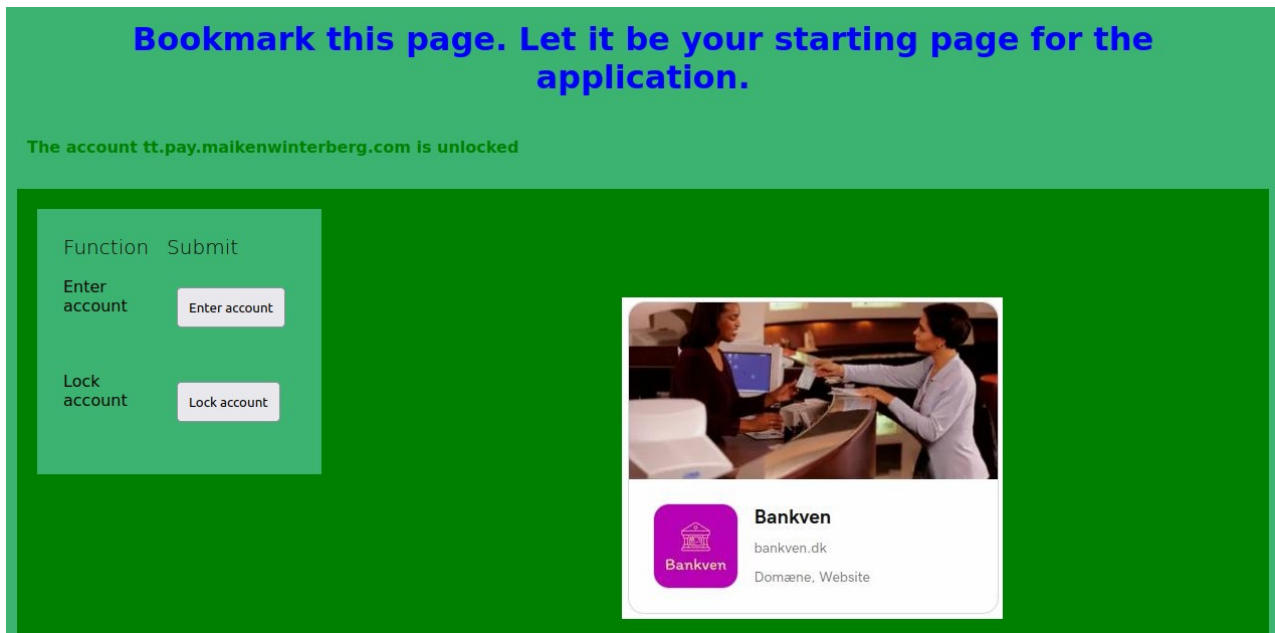 Bookmark this page. Let it be your starting page for the
application.
The account tt.pay.maikenwinterberg.com is unlocked
Function Submit
Enter
account
Enter account
Lock
account
Lock account
Bankven
Bankven
bankven.dk
Domæne, Website